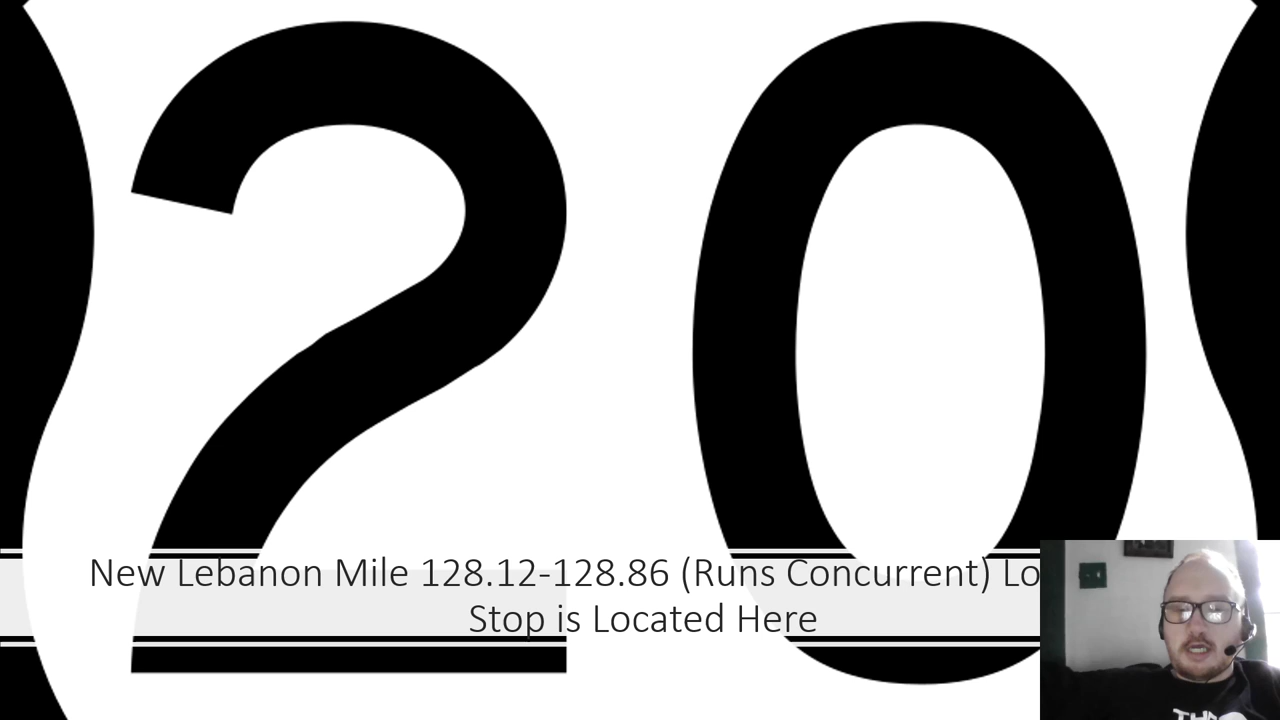 20
New Lebanon Mile 128.12-128.86 (Runs Concurrent)
Stop is Located Here